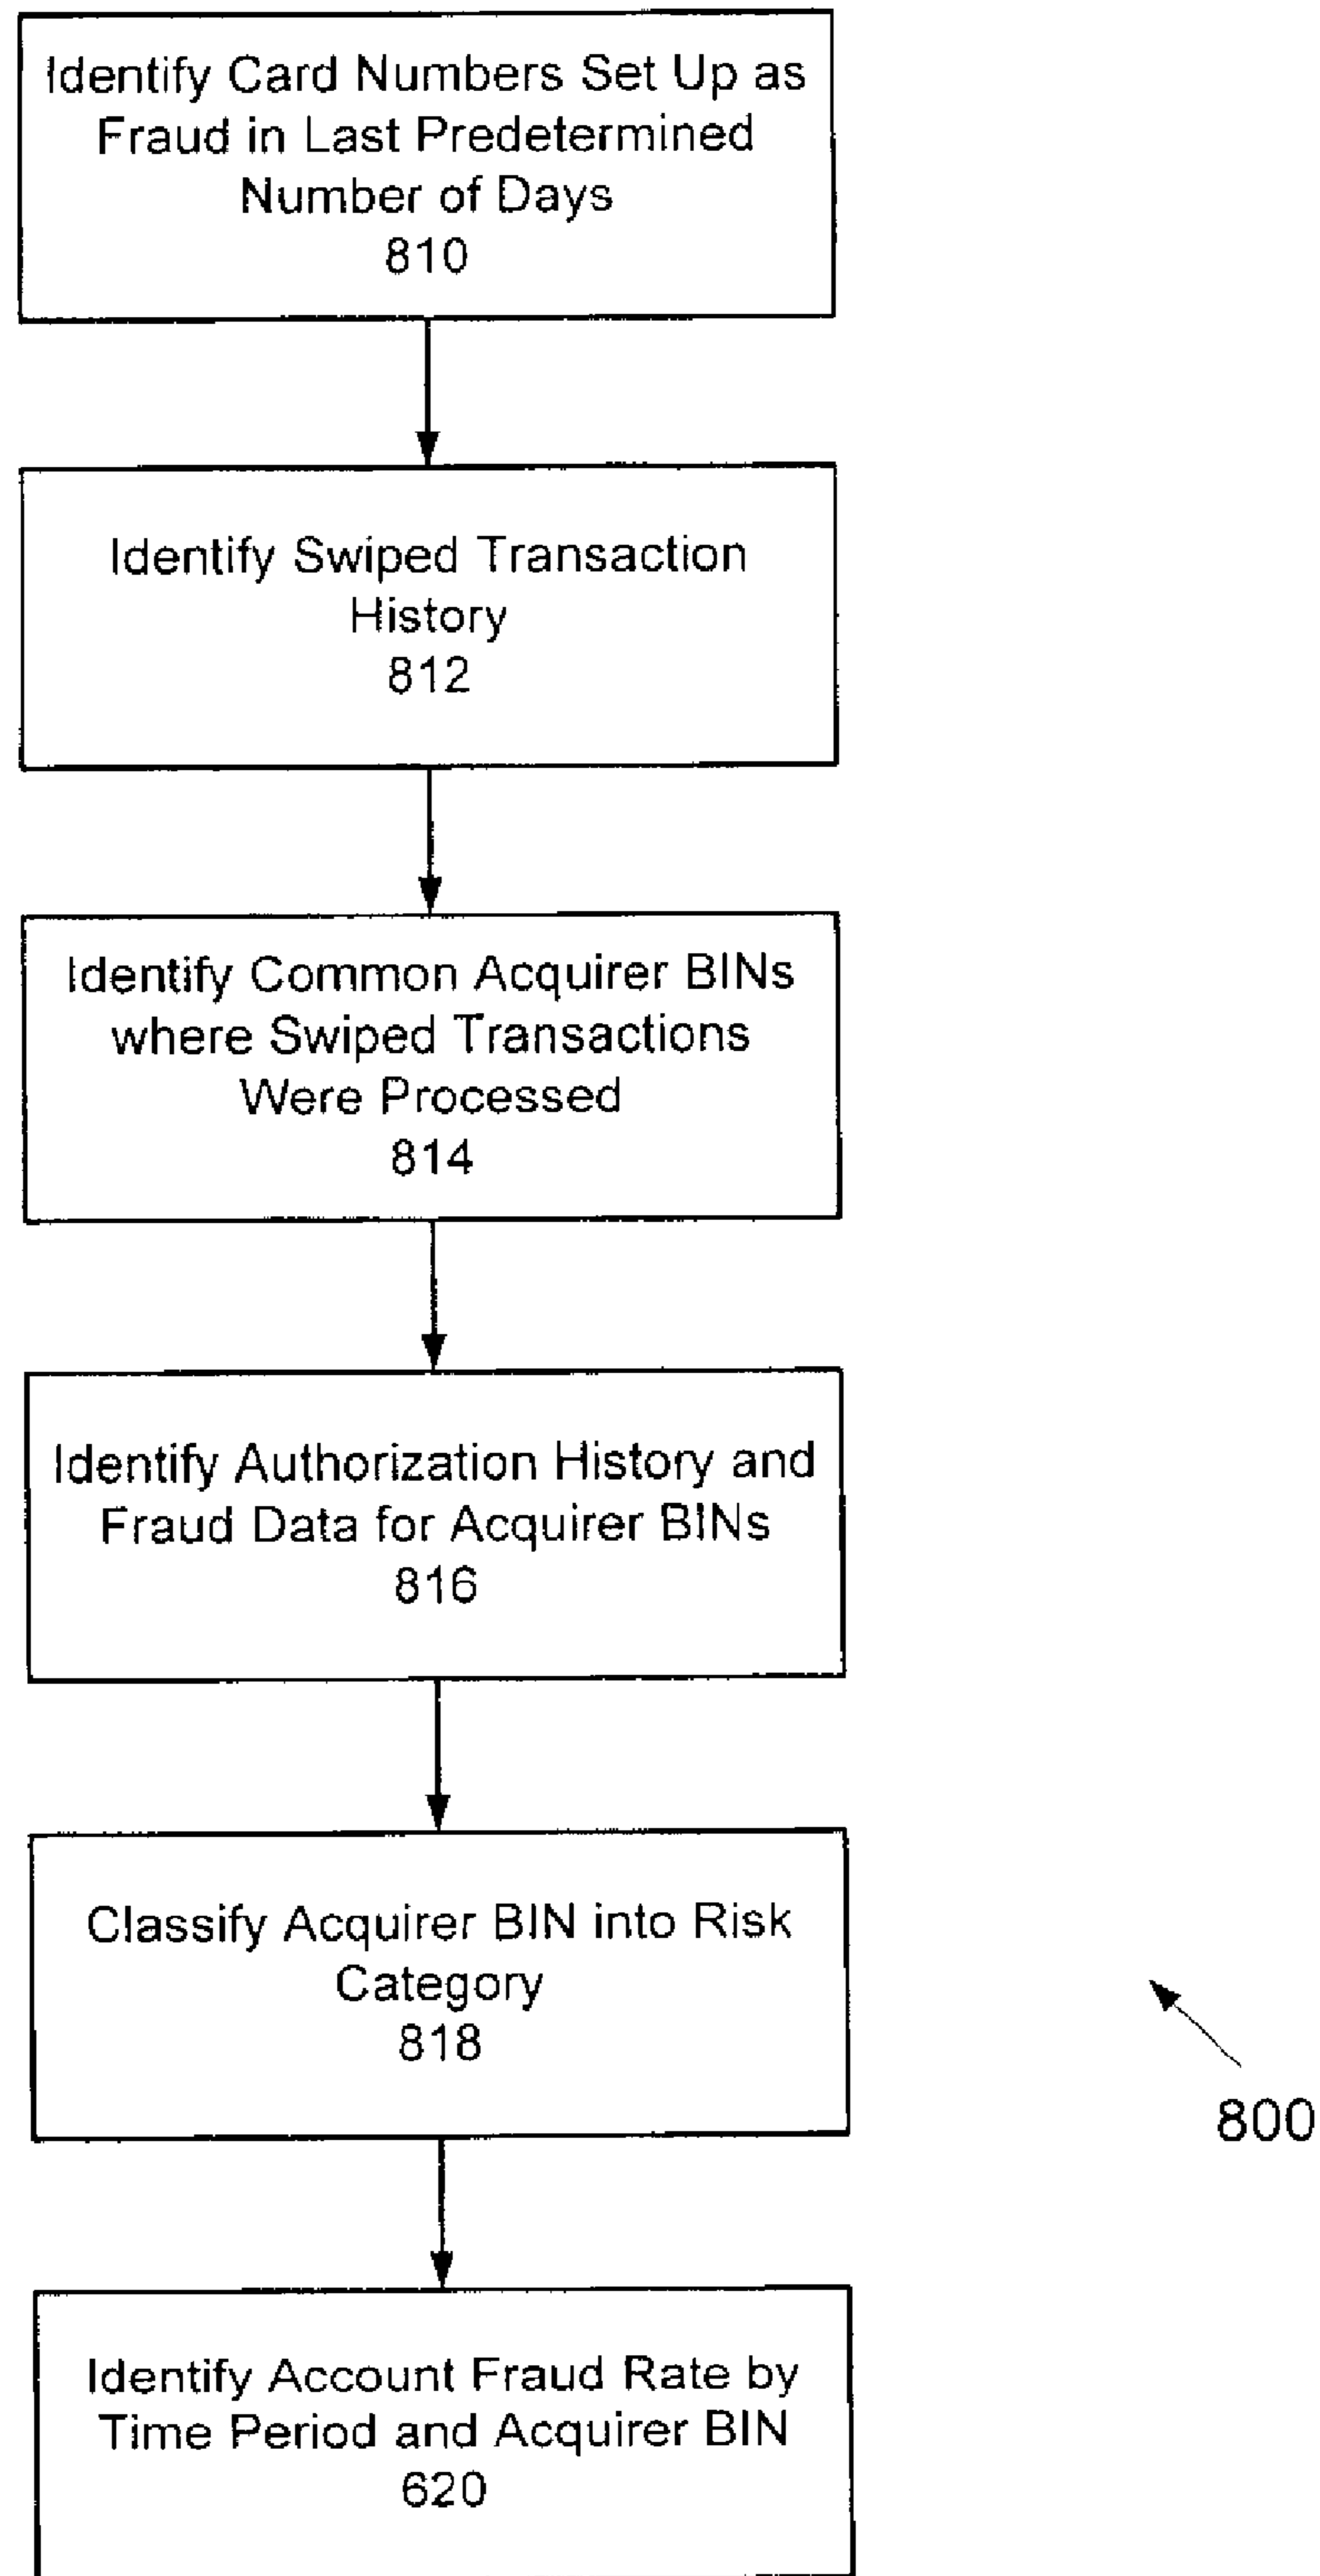 Identify Card Numbers Set Up as
Fraud in Last Predetermined
Number of Days
810
Identify Swiped Transaction
History
812
Identify Common Acquirer BINs
where Swiped Transactions
Were Processed
814
Identify Authorization History and
Fraud Data for Acquirer BINs
816
Classify Acquirer BIN into Risk
Category
818
800
Identify Account Fraud Rate by
Time Period and Acquirer BIN
620